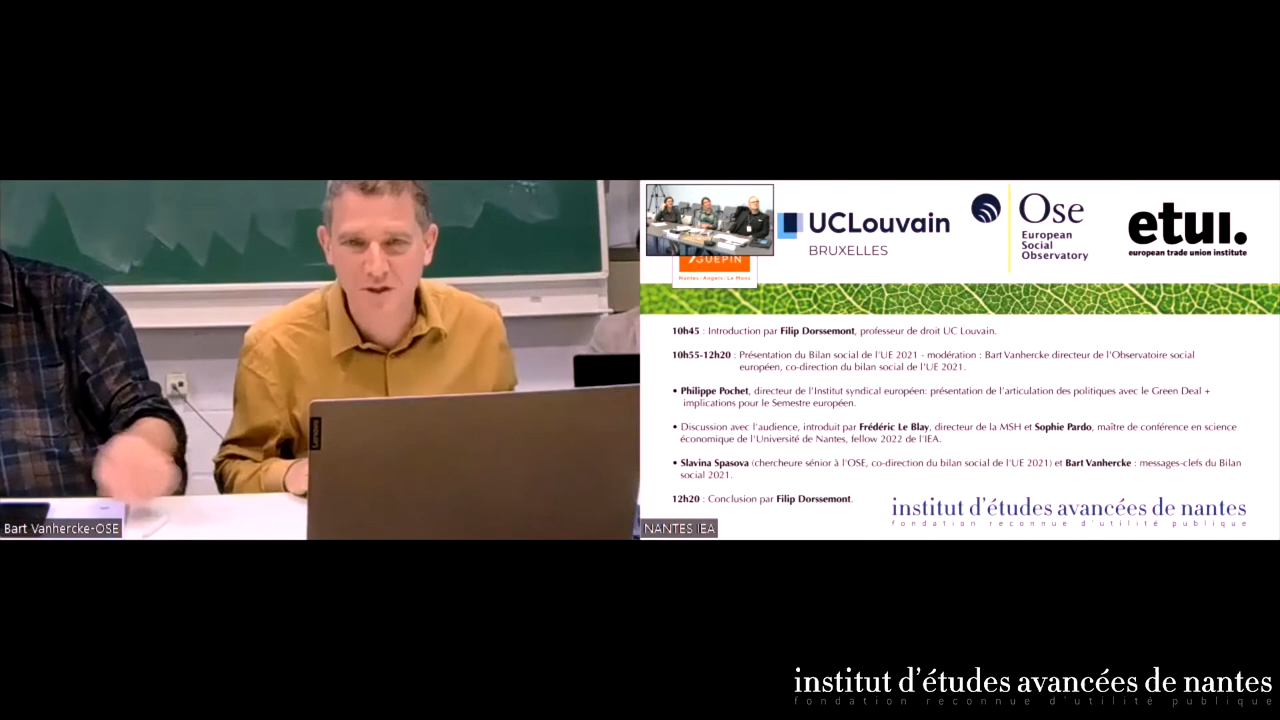 Lenovo
Bart Vanhercke-OSE
UCLouvain
BRUXELLES
Ose
European
Social
Observatory
etui.
european trade union institute
GUÉPIN
Nantes · Angers · Le Mans
10h45 : Introduction par Filip Dorssemont, professeur de droit UC Louvain.
10h55-12h20 : Présentation du Bilan social de l'UE 2021 - modération : Bart Vanhercke directeur de l'Observatoire social
européen, co-direction du bilan social de l'UE 2021.
• Philippe Pochet, directeur de l'Institut syndical européen: présentation de l'articulation des politiques avec le Green Deal +
implications pour le Semestre européen.
• Discussion avec l'audience, introduit par Frédéric Le Blay, directeur de la MSH et Sophie Pardo, maître de conférence en science
économique de l'Université de Nantes, fellow 2022 de l'IEA.
• Slavina Spasova (chercheure sénior à l'OSE, co-direction du bilan social de l'UE 2021) et Bart Vanhercke : messages-clefs du Bilan
social 2021.
12h20 : Conclusion par Filip Dorssemont.
institut d'études avancées de nantes
fondation reconnue d'utilité publique
NANTES IEA
institut d'études avancées de nantes
fondation reconnue d'utilité publique